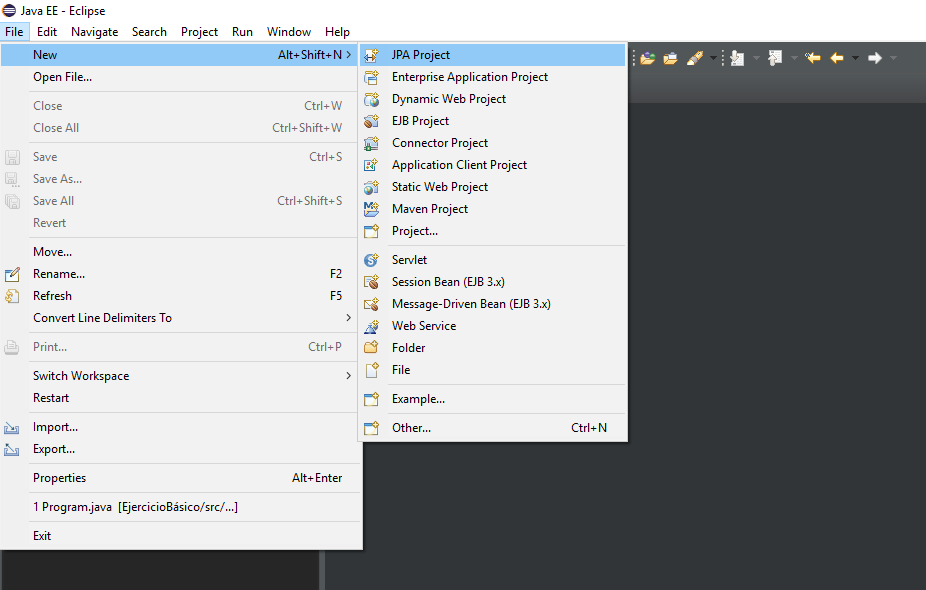 Java EE - Eclipse
File Edit Navigate Search Project Run Window Help
New Alt+Shift+N
Open File...
Close Ctrl+W
Close All Ctrl+Shift+W
Save Ctrl+S
Save As...
Save All Ctrl+Shift+S
Revert
Move...
Rename... F2
Refresh F5
Convert Line Delimiters To
Print... Ctrl+P
Switch Workspace
Restart
Import...
Export...
Properties Alt+Enter
1 Program.java [EjercicioBásico/src/...]
Exit
JPA Project
Enterprise Application Project
Dynamic Web Project
EJB Project
Connector Project
Application Client Project
Static Web Project
Maven Project
Project...
Servlet
Session Bean (EJB 3.x)
Message-Driven Bean (EJB 3.x)
Web Service
Folder
File
Example...
Other... Ctrl+N